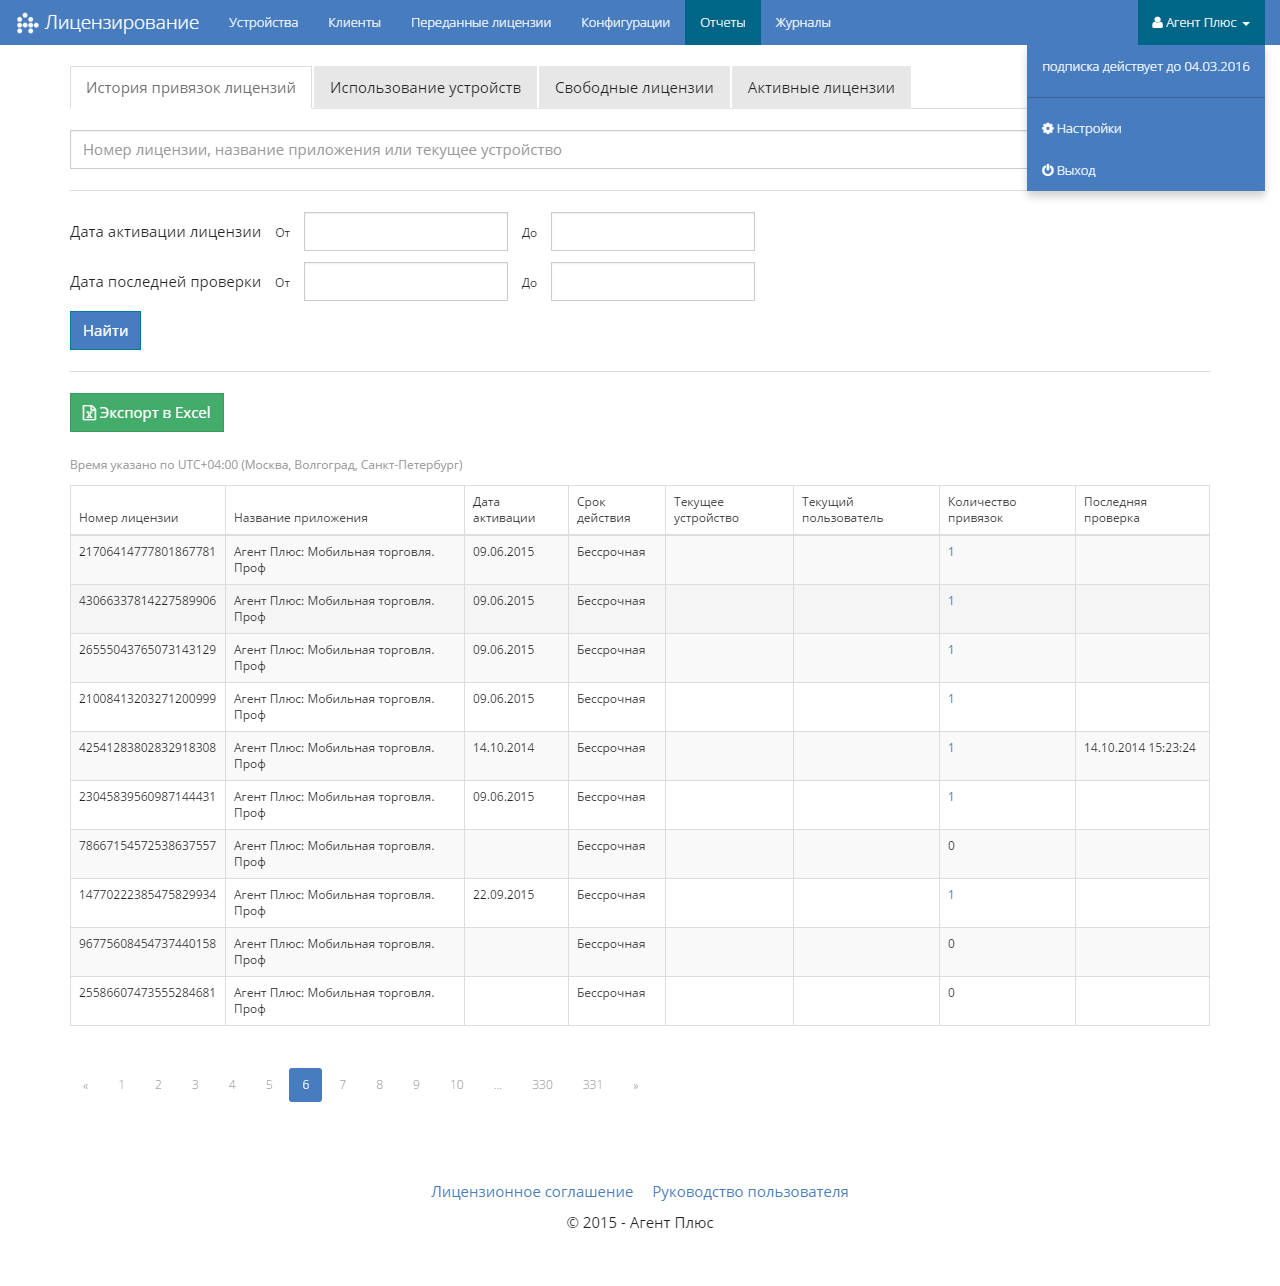 Лицензирование Устройства Клиенты Переданные лицензии Конфигурации Отчеты Журналы Агент Плюс
подписка действует до 04.03.2016
Настройки
Выход
История привязок лицензий Использование устройств Свободные лицензии Активные лицензии
Номер лицензии, название приложения или текущее устройство
Дата активации лицензии От До
Дата последней проверки От До
Найти
Экспорт в Excel
Время указано по UTC+04:00 (Москва, Волгоград, Санкт-Петербург)
Номер лицензии Название приложения Дата активации Срок действия Текущее устройство Текущий пользователь Количество привязок Последняя проверка
21706414777801867781 Агент Плюс: Мобильная торговля. Проф 09.06.2015 Бессрочная 1
43066337814227589906 Агент Плюс: Мобильная торговля. Проф 09.06.2015 Бессрочная 1
26555043765073143129 Агент Плюс: Мобильная торговля. Проф 09.06.2015 Бессрочная 1
21008413203271200999 Агент Плюс: Мобильная торговля. Проф 09.06.2015 Бессрочная 1
42541283802832918308 Агент Плюс: Мобильная торговля. Проф 14.10.2014 Бессрочная 1 14.10.2014 15:23:24
23045839560987144431 Агент Плюс: Мобильная торговля. Проф 09.06.2015 Бессрочная 1
78667154572538637557 Агент Плюс: Мобильная торговля. Проф Бессрочная 0
14770222385475829934 Агент Плюс: Мобильная торговля. Проф 22.09.2015 Бессрочная 1
96775608454737440158 Агент Плюс: Мобильная торговля. Проф Бессрочная 0
25586607473555284681 Агент Плюс: Мобильная торговля. Проф Бессрочная 0
« 1 2 3 4 5 6 7 8 9 10 ... 330 331 »
Лицензионное соглашение Руководство пользователя
© 2015 - Агент Плюс